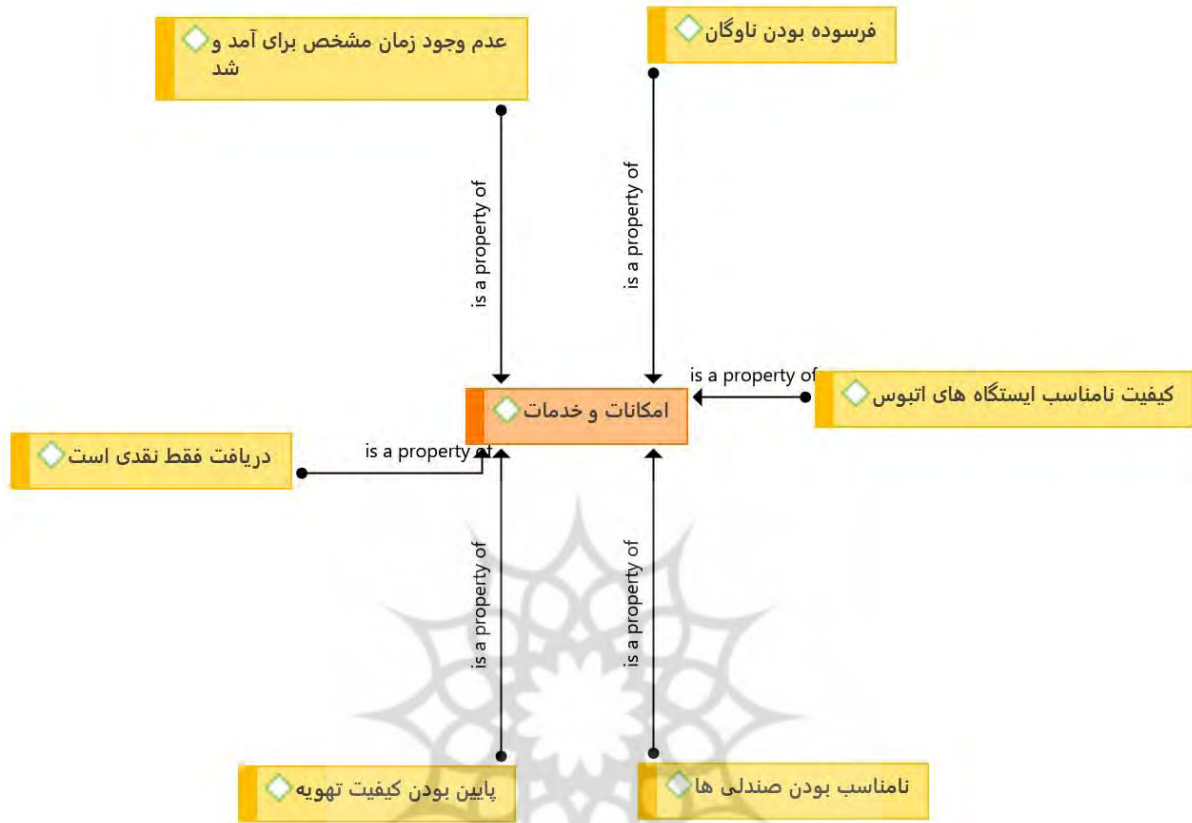 عدم وجود زمان مشخص برای آمد و
شد
فرسوده بودن ناوگان
is a property of
is a property of
is a property of
کیفیت نامناسب ایستگاه های اتبوس
امکانات و خدمات
is a property of
دریافت فقط نقدی است
is a property of
is a property of
پایین بودن کیفیت تهویه
نامناسب بودن صندلی ها